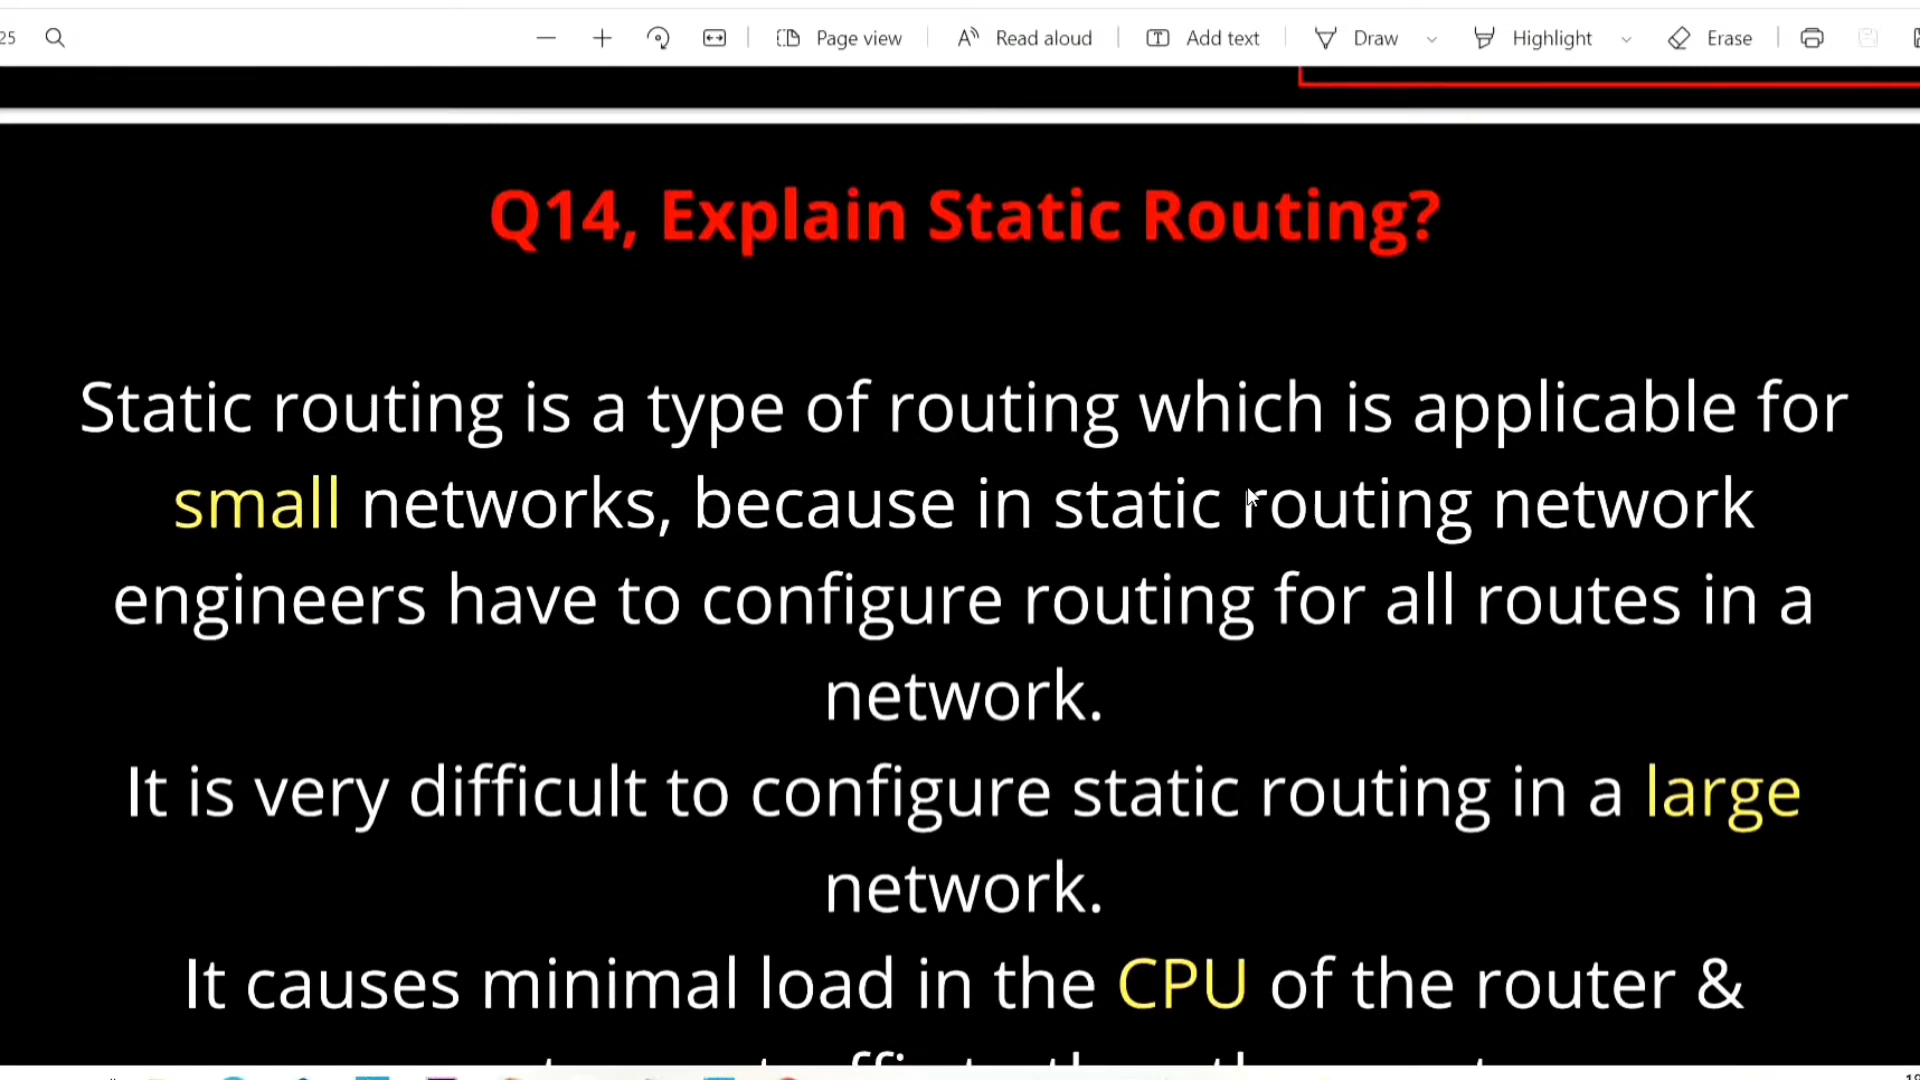 25
Page view
Read aloud
Add text
Draw
Highlight
Erase
Q14, Explain Static Routing?
Static routing is a type of routing which is applicable for
small networks, because in static routing network
engineers have to configure routing for all routes in a
network.
It is very difficult to configure static routing in a large
network.
It causes minimal load in the CPU of the router &